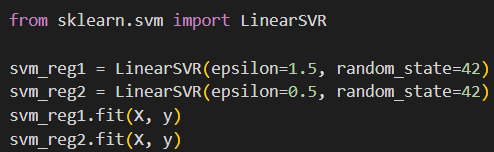 from sklearn.svm import LinearSVR

svm_reg1 = LinearSVR(epsilon=1.5, random_state=42)
svm_reg2 = LinearSVR(epsilon=0.5, random_state=42)
svm_reg1.fit(X, y)
svm_reg2.fit(X, y)